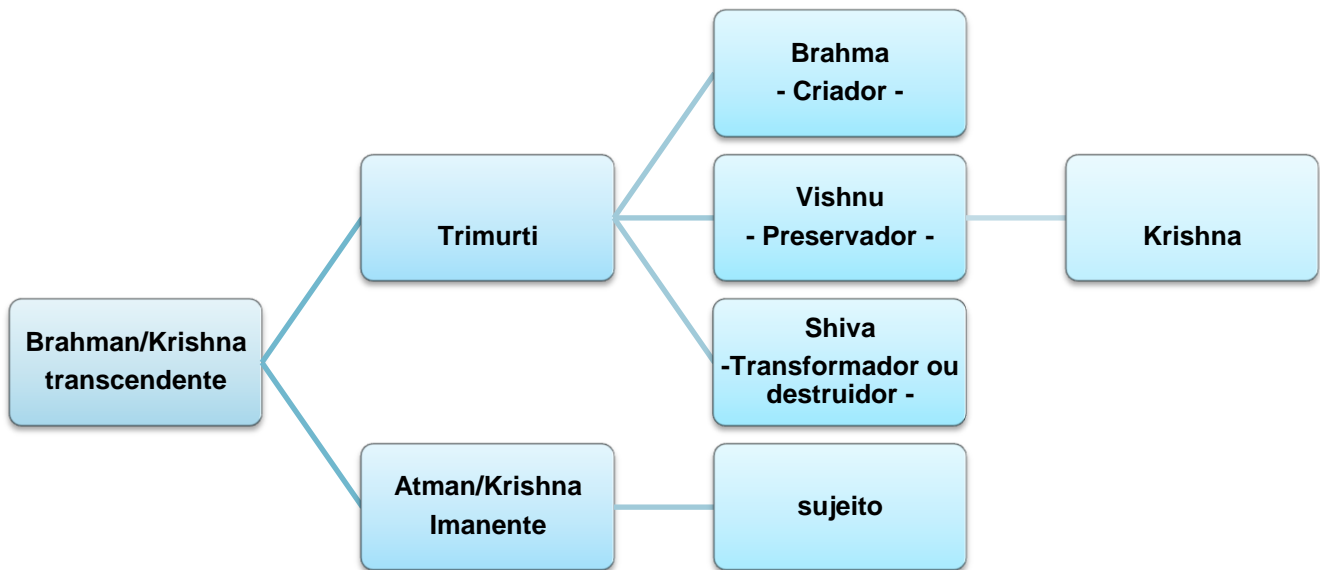 Brahman/Krishna
transcendente
Trimurti
Brahma
- Criador -
Vishnu
- Preservador -
Krishna
Shiva
-Transformador ou
destruidor -
Atman/Krishna
Imanente
sujeito